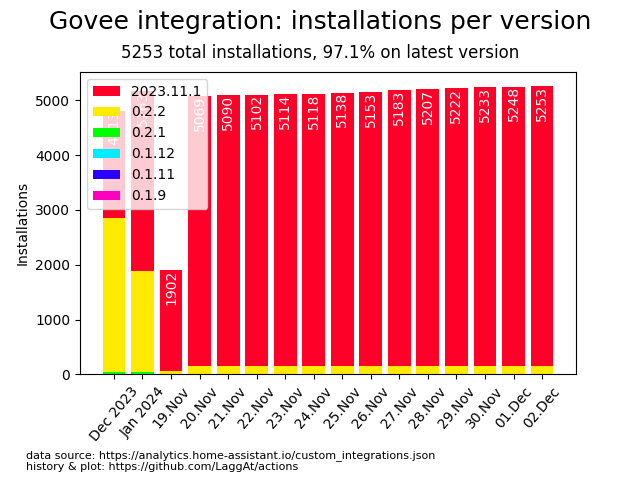 Govee integration: installations per version
5253 total installations, 97.1% on latest version
Installations
5000
4000
3000
2000
1000
0
2023.11.1
0.2.2
0.2.1
0.1.12
0.1.11
0.1.9
1902
5069
5090
5102
5114
5118
5138
5153
5183
5207
5222
5233
5248
5253
Dec 2023
Jan 2024
19.Nov
20.Nov
21.Nov
22.Nov
23.Nov
24.Nov
25.Nov
26.Nov
27.Nov
28.Nov
29.Nov
30.Nov
01.Dec
02.Dec
data source: https://analytics.home-assistant.io/custom_integrations.json
history & plot: https://github.com/LaggAt/actions